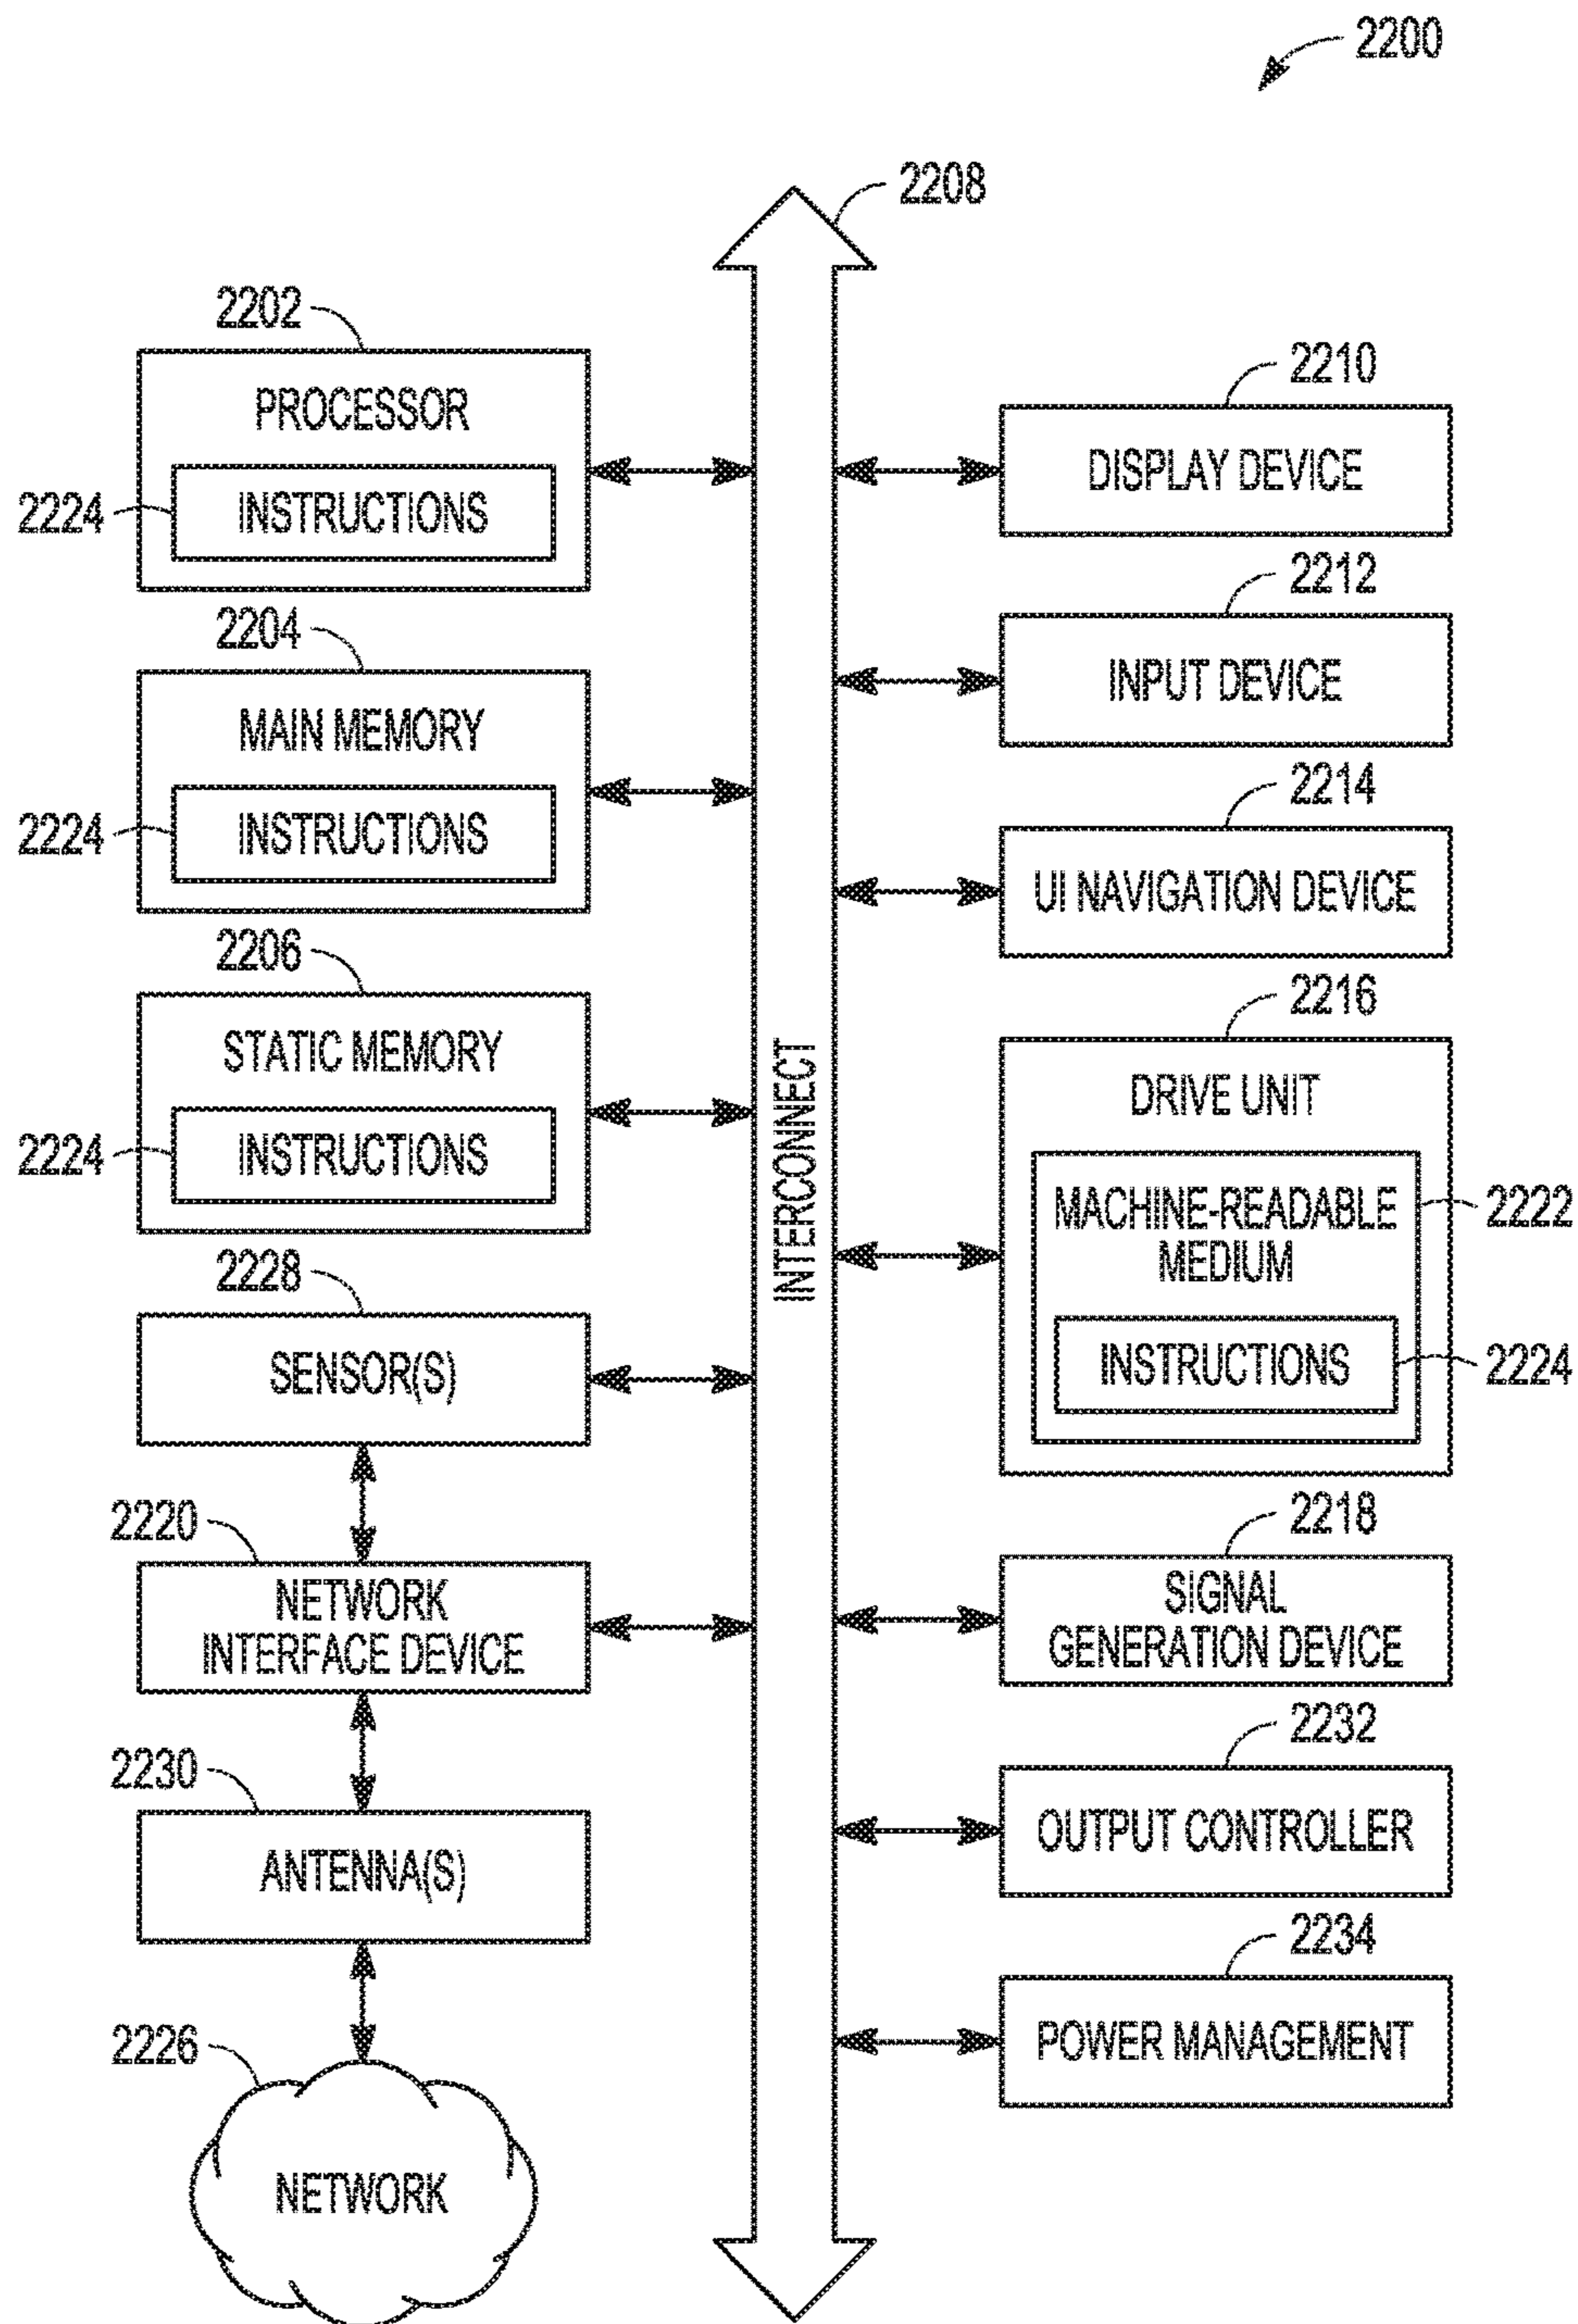 2200
2208
2202
PROCESSOR
2224
INSTRUCTIONS
2204
MAIN MEMORY
2224
INSTRUCTIONS
2206
STATIC MEMORY
2224
INSTRUCTIONS
2228
SENSOR(S)
2220
NETWORK
INTERFACE DEVICE
2230
ANTENNA(S)
2226
NETWORK
INTERCONNECT
2210
DISPLAY DEVICE
2212
INPUT DEVICE
2214
UI NAVIGATION DEVICE
2216
DRIVE UNIT
MACHINE-READABLE
MEDIUM
2222
INSTRUCTIONS
2224
2218
SIGNAL
GENERATION DEVICE
2232
OUTPUT CONTROLLER
2234
POWER MANAGEMENT